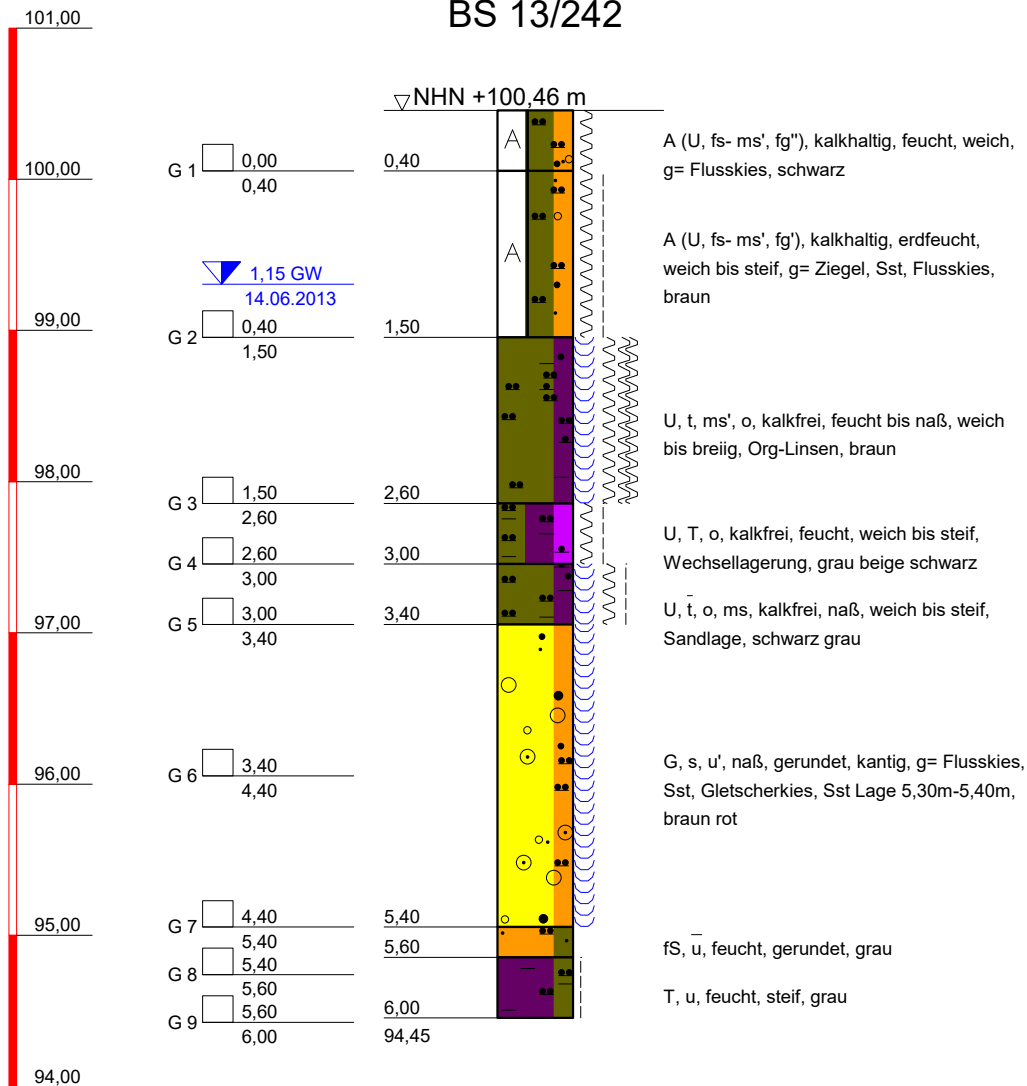 BS 13/242
101,00
NHN +100,46 m
A
A (U, fs- ms', fg''), kalkhaltig, feucht, weich,
g= Flusskies, schwarz
G 1
0,00
0,40
0,40
100,00
A
A (U, fs- ms', fg'), kalkhaltig, erdfeucht,
weich bis steif, g= Ziegel, Sst, Flusskies,
braun
1,15 GW
14.06.2013
99,00
G 2
0,40
1,50
1,50
U, t, ms', o, kalkfrei, feucht bis naß, weich
bis breiig, Org-Linsen, braun
98,00
G 3
1,50
2,60
2,60
U, T, o, kalkfrei, feucht, weich bis steif,
Wechsellagerung, grau beige schwarz
G 4
2,60
3,00
3,00
U, t̄, o, ms, kalkfrei, naß, weich bis steif,
Sandlage, schwarz grau
G 5
3,00
3,40
3,40
97,00
G 6
3,40
4,40
G, s, u', naß, gerundet, kantig, g= Flusskies,
Sst, Gletscherkies, Sst Lage 5,30m-5,40m,
braun rot
96,00
G 7
4,40
5,40
5,40
95,00
fS, ū, feucht, gerundet, grau
G 8
5,40
5,60
5,60
T, u, feucht, steif, grau
G 9
5,60
6,00
6,00
94,45
94,00